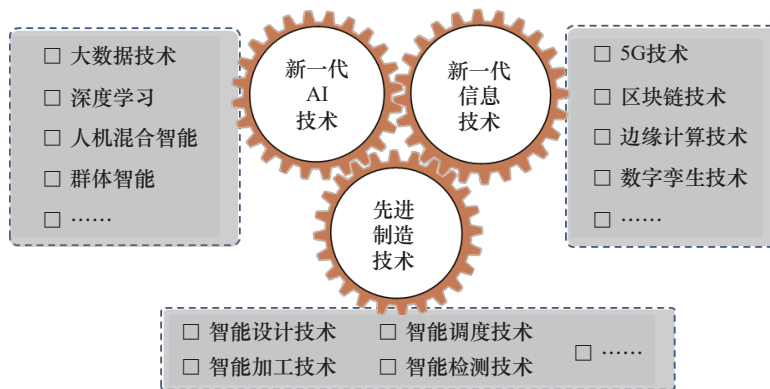 □ 大数据技术
□ 深度学习
□ 人机混合智能
□ 群体智能
□ ……
新一代
AI
技术
新一代
信息
技术
□ 5G技术
□ 区块链技术
□ 边缘计算技术
□ 数字孪生技术
□ ……
先进
制造
技术
□ 智能设计技术 □ 智能调度技术
□ 智能加工技术 □ 智能检测技术
□ ……